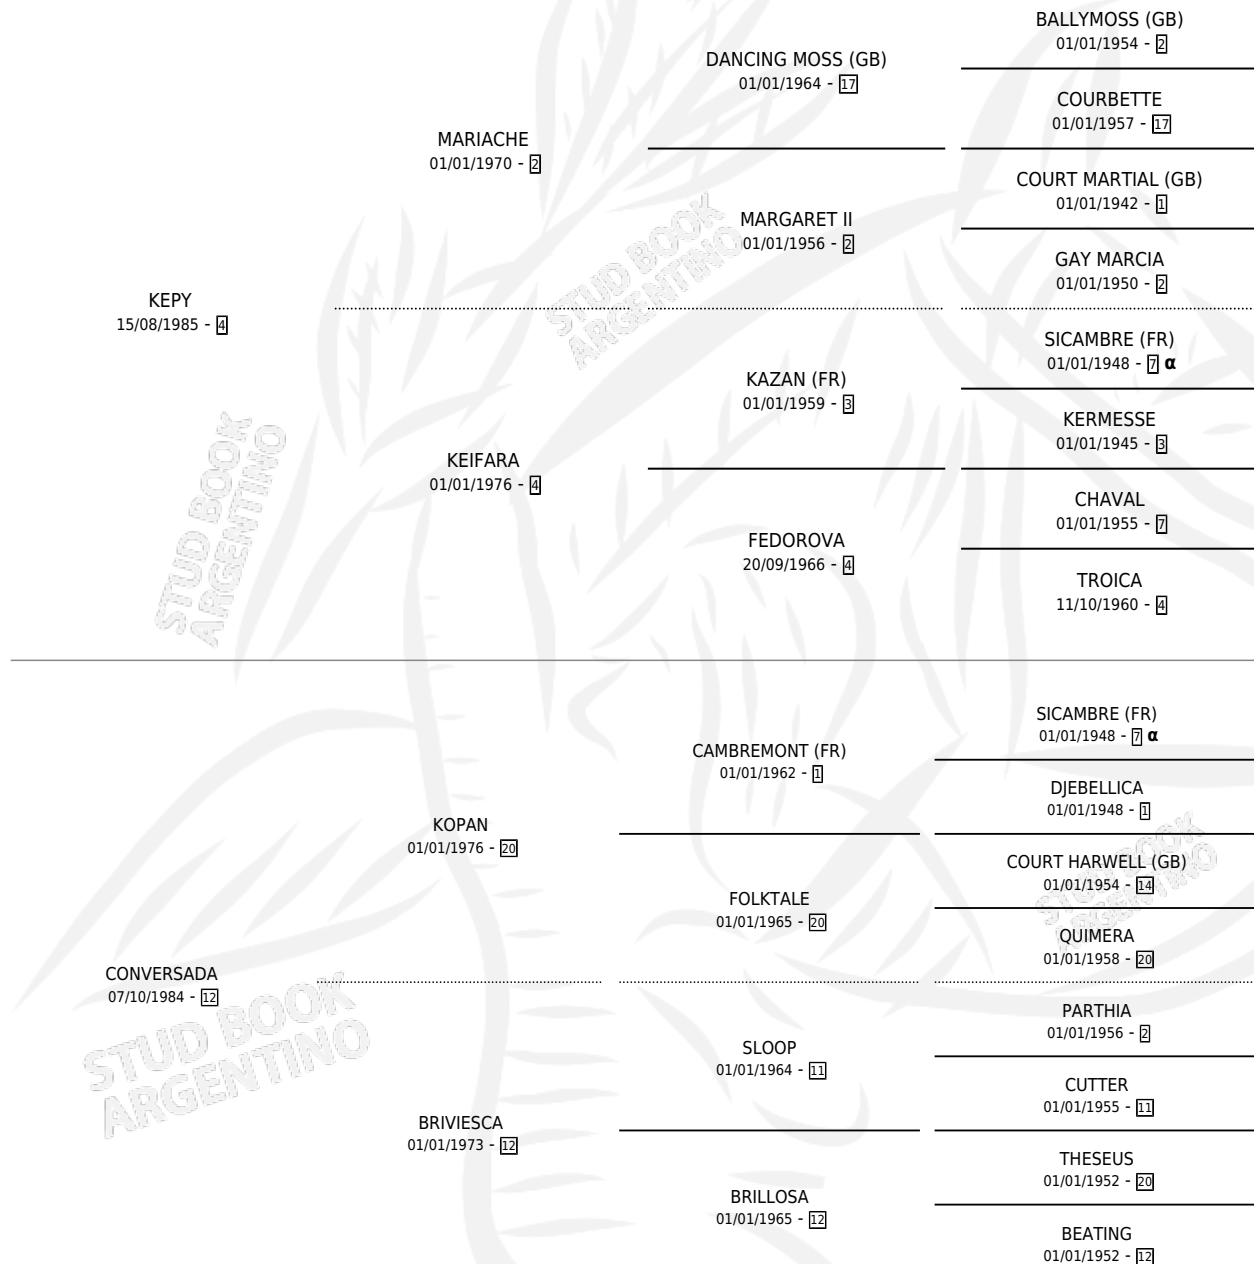 BALLYMOSS (GB)
01/01/1954 - 2
DANCING MOSS (GB)
01/01/1964 - 17
COURBETTE
01/01/1957 - 17
MARIACHE
01/01/1970 - 2
COURT MARTIAL (GB)
01/01/1942 - 1
MARGARET II
01/01/1956 - 2
GAY MARCIA
01/01/1950 - 2
KEPY
15/08/1985 - 4
STUD BOOK
ARGENTINO
SICAMBRE (FR)
01/01/1948 - 7 α
KAZAN (FR)
01/01/1959 - 3
KERMESSE
01/01/1945 - 3
KEIFARA
01/01/1976 - 4
CHAVAL
01/01/1955 - 7
FEDOROVA
20/09/1966 - 4
TROICA
11/10/1960 - 4
STUD BOOK
ARGENTINO
SICAMBRE (FR)
01/01/1948 - 7 α
CAMBREMONT (FR)
01/01/1962 - 1
DJEBELLICA
01/01/1948 - 1
KOPAN
01/01/1976 - 20
COURT HARWELL (GB)
01/01/1954 - 14
STUD BOOK
ARGENTINO
FOLKTALE
01/01/1965 - 20
QUIMERA
01/01/1958 - 20
CONVERSADA
07/10/1984 - 12
STUD BOOK
ARGENTINO
PARTHIA
01/01/1956 - 2
SLOOP
01/01/1964 - 11
CUTTER
01/01/1955 - 11
BRIVIESCA
01/01/1973 - 12
THESEUS
01/01/1952 - 20
BRILLOSA
01/01/1965 - 12
BEATING
01/01/1952 - 12